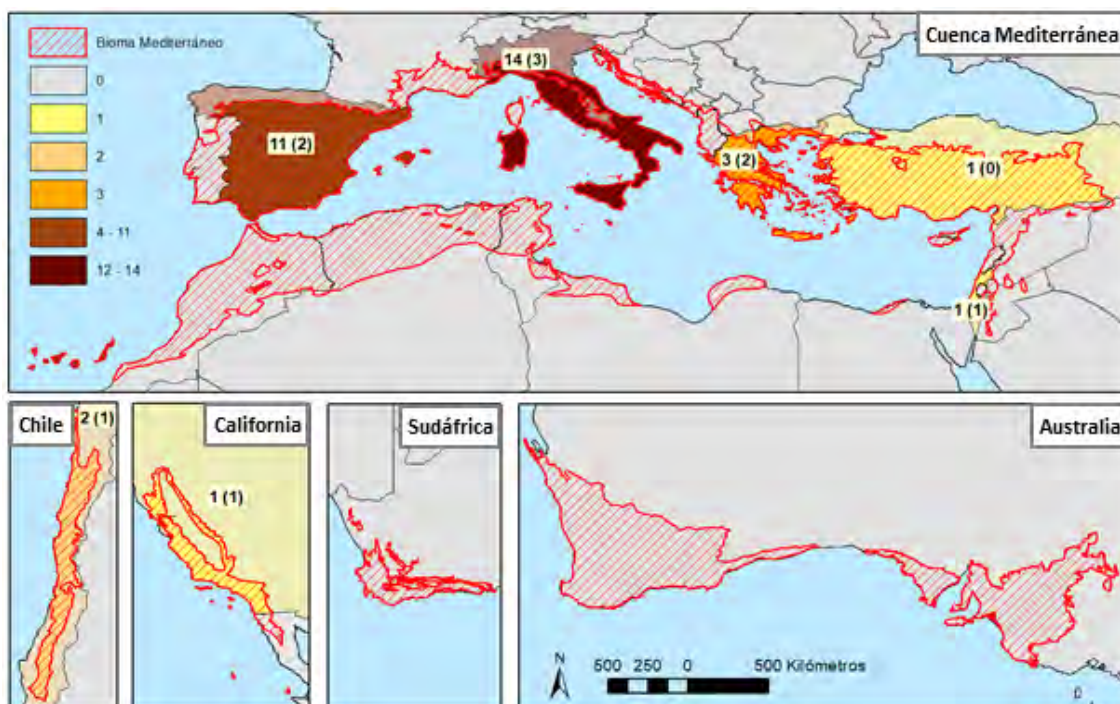 Cuenca Mediterránea
Bioma Mediterráneo
0
1
2
3
4 - 11
12 - 14
14 (3)
11 (2)
3 (2)
1 (0)
1 (1)
Chile
2 (1)
California
1 (1)
Sudáfrica
Australia
N
500 250 0 500 Kilómetros